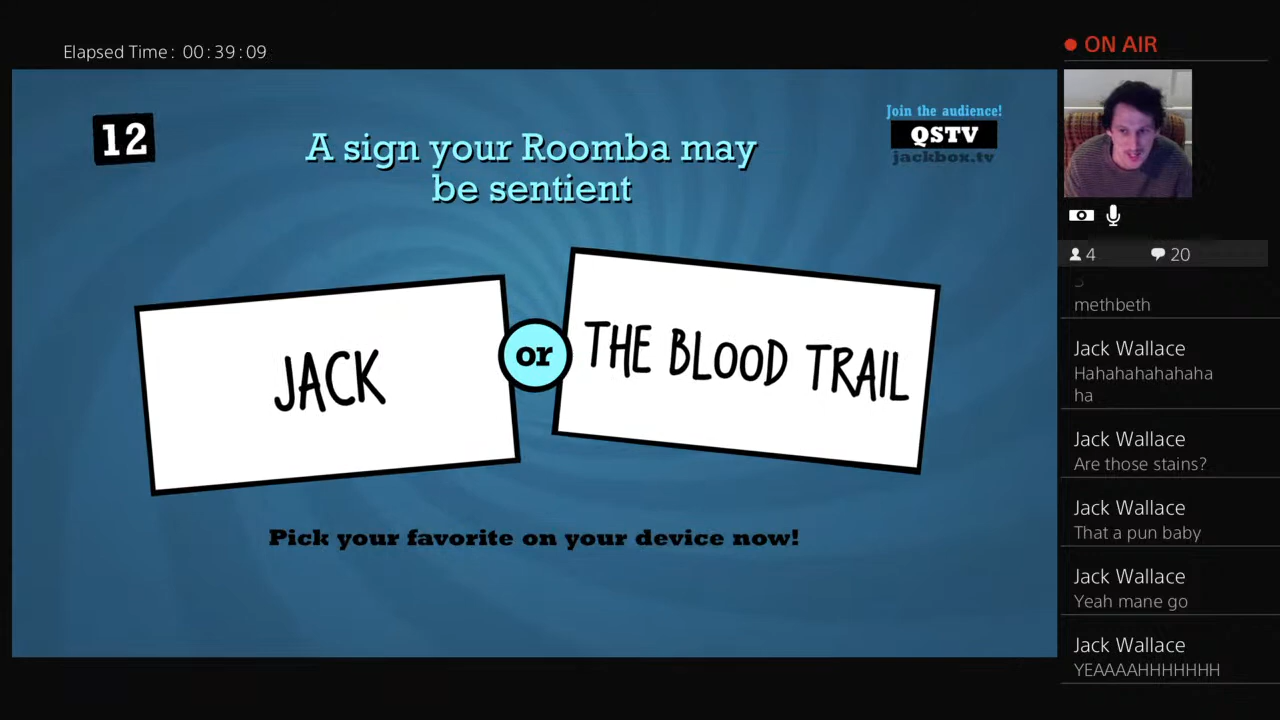 Elapsed Time: 00:39:09
ON AIR
12
A sign your Roomba may
be sentient
Join the audience!
QSTV
jackbox.tv
JACK
or
THE BLOOD TRAIL
Pick your favorite on your device now!
4
20
methbeth
Jack Wallace
Hahahahahahaha
ha
Jack Wallace
Are those stains?
Jack Wallace
That a pun baby
Jack Wallace
Yeah mane go
Jack Wallace
YEAAAAHHHHHHH